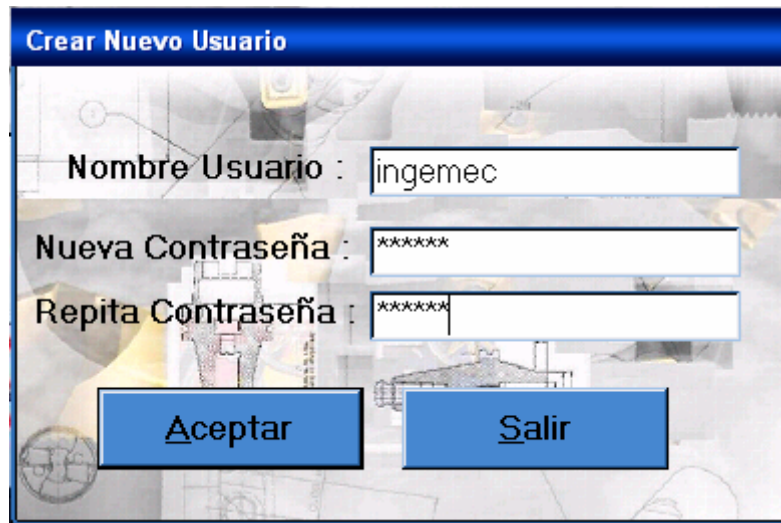 Crear Nuevo Usuario
Nombre Usuario : ingemec
Nueva Contraseña : ******
Repita Contraseña : ******
Aceptar Salir